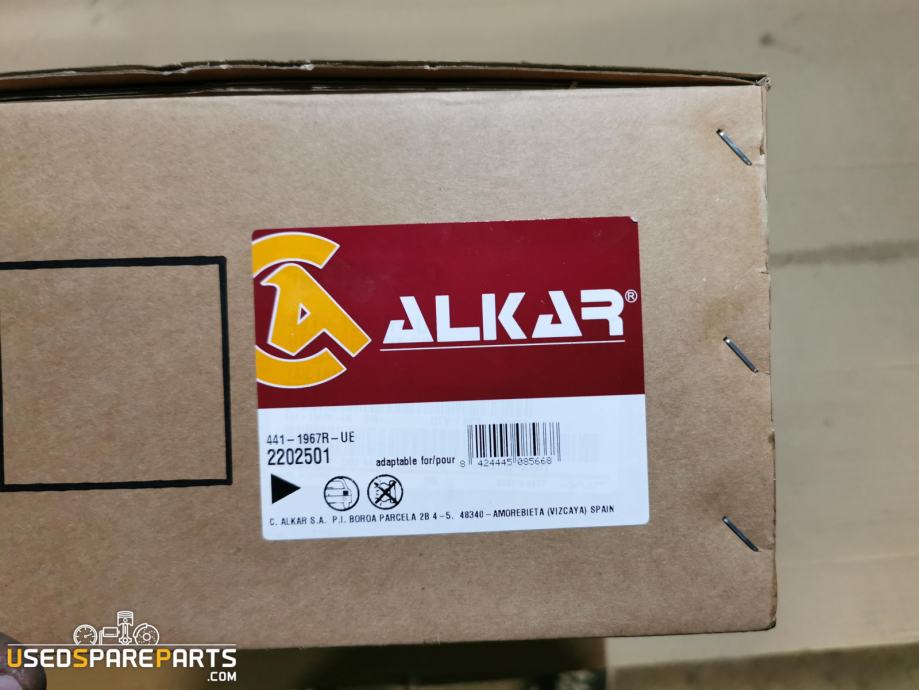 CA
ALKAR®
441-1967R-UE
2202501
adaptable for/pour
8 424445 085668
C. ALKAR S.A. P.I. BOROA PARCELA 2B 4-5. 48340-AMOREBIETA (VIZCAYA) SPAIN
USEDSPAREPARTS
.COM